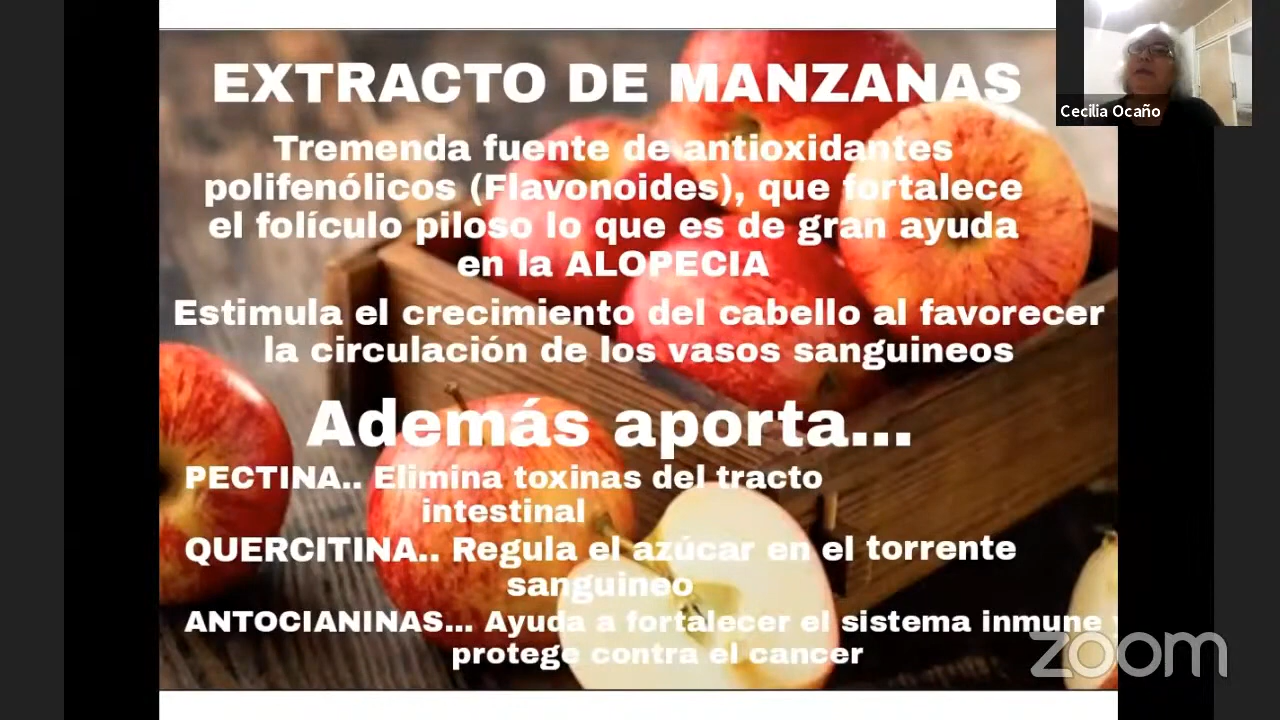 EXTRACTO DE MANZANAS
Tremenda fuente de antioxidantes
polifenólicos (Flavonoides), que fortalece
el folículo piloso lo que es de gran ayuda
en la ALOPECIA
Estimula el crecimiento del cabello al favorecer
la circulación de los vasos sanguineos
Además aporta...
PECTINA.. Elimina toxinas del tracto
intestinal
QUERCITINA.. Regula el azúcar en el torrente
sanguineo
ANTOCIANINAS... Ayuda a fortalecer el sistema inmune
protege contra el cancer
Cecilia Ocaño
zoom